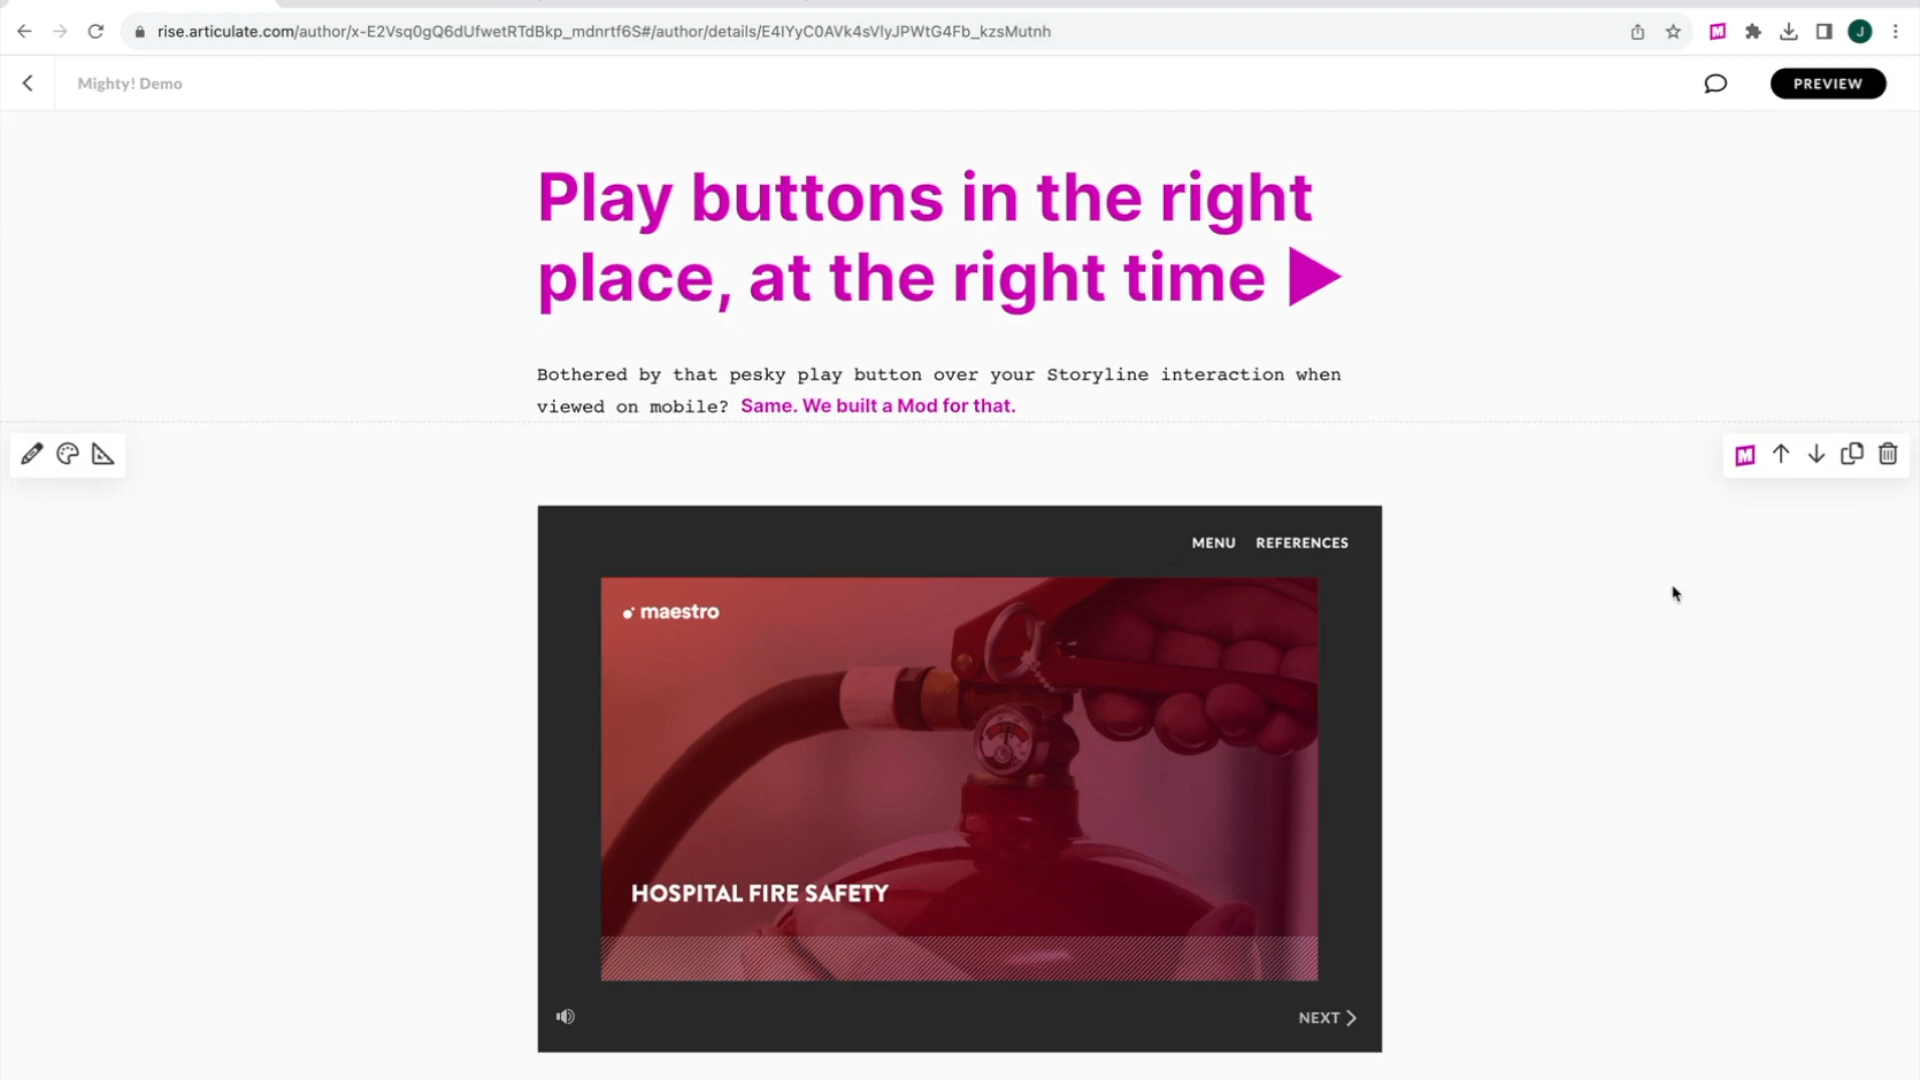 rise.articulate.com/author/x-E2Vsq0gQ6dUfwetRTdBkp_mdnrtf6S#/author/details/E4IYyC0AVk4sVlyJPWtG4Fb_kzsMutnh
J
Mighty! Demo
PREVIEW
Play buttons in the right
place, at the right time ▶
Bothered by that pesky play button over your Storyline interaction when
viewed on mobile? Same. We built a Mod for that.
MENU REFERENCES
maestro
HOSPITAL FIRE SAFETY
NEXT